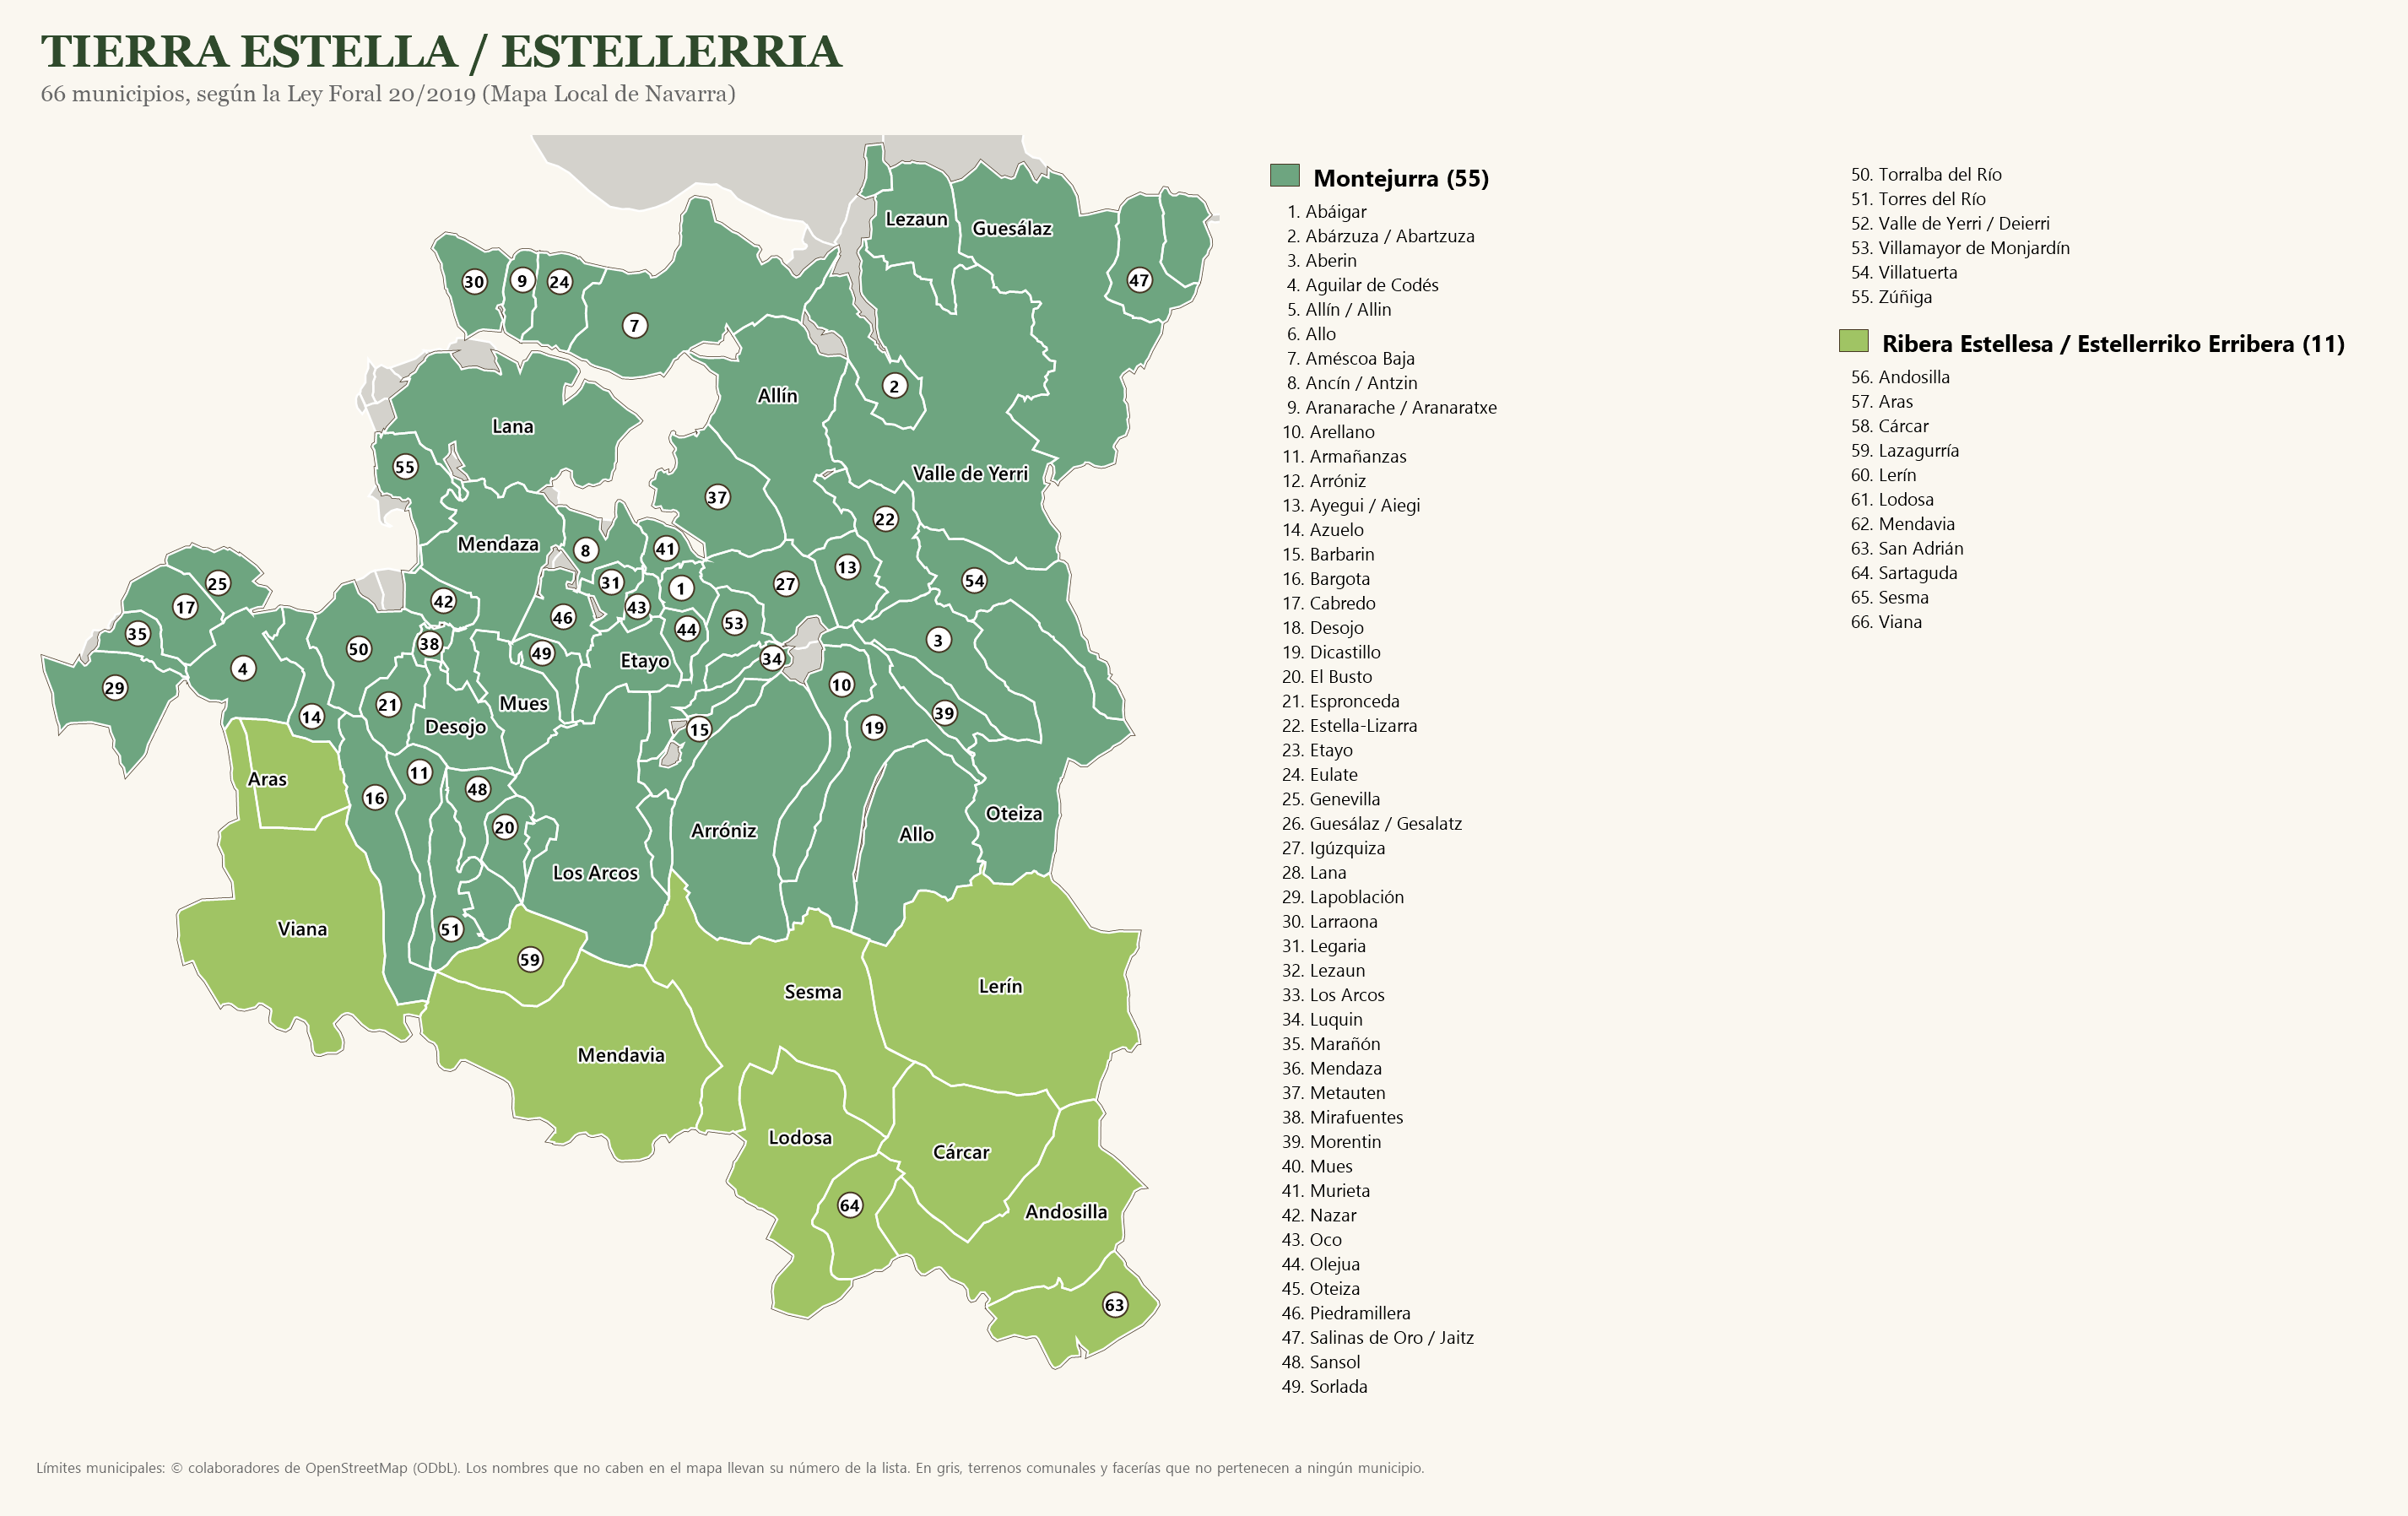 TIERRA ESTELLA / ESTELLERRIA
66 municipios, según la Ley Foral 20/2019 (Mapa Local de Navarra)
Lezaun
Guesálaz
47
30
9
24
7
2
Allín
Lana
55
Valle de Yerri
37
22
Mendaza
8
41
13
54
25
31
27
1
17
42
43
46
53
44
35
38
3
50
49
34
Etayo
4
29
10
Mues
21
39
14
Desojo
19
15
11
Aras
48
16
Oteiza
20
Arróniz
Allo
Los Arcos
Viana
51
59
Lerín
Sesma
Mendavia
Lodosa
Cárcar
64
Andosilla
63
Montejurra (55)
1. Abáigar
2. Abárzuza / Abartzuza
3. Aberin
4. Aguilar de Codés
5. Allín / Allin
6. Allo
7. Améscoa Baja
8. Ancín / Antzin
9. Aranarache / Aranaratxe
10. Arellano
11. Armañanzas
12. Arróniz
13. Ayegui / Aiegi
14. Azuelo
15. Barbarin
16. Bargota
17. Cabredo
18. Desojo
19. Dicastillo
20. El Busto
21. Espronceda
22. Estella-Lizarra
23. Etayo
24. Eulate
25. Genevilla
26. Guesálaz / Gesalatz
27. Igúzquiza
28. Lana
29. Lapoblación
30. Larraona
31. Legaria
32. Lezaun
33. Los Arcos
34. Luquin
35. Marañón
36. Mendaza
37. Metauten
38. Mirafuentes
39. Morentin
40. Mues
41. Murieta
42. Nazar
43. Oco
44. Olejua
45. Oteiza
46. Piedramillera
47. Salinas de Oro / Jaitz
48. Sansol
49. Sorlada
50. Torralba del Río
51. Torres del Río
52. Valle de Yerri / Deierri
53. Villamayor de Monjardín
54. Villatuerta
55. Zúñiga
Ribera Estellesa / Estellerriko Erribera (11)
56. Andosilla
57. Aras
58. Cárcar
59. Lazagurría
60. Lerín
61. Lodosa
62. Mendavia
63. San Adrián
64. Sartaguda
65. Sesma
66. Viana
Límites municipales: © colaboradores de OpenStreetMap (ODbL). Los nombres que no caben en el mapa llevan su número de la lista. En gris, terrenos comunales y facerías que no pertenecen a ningún municipio.